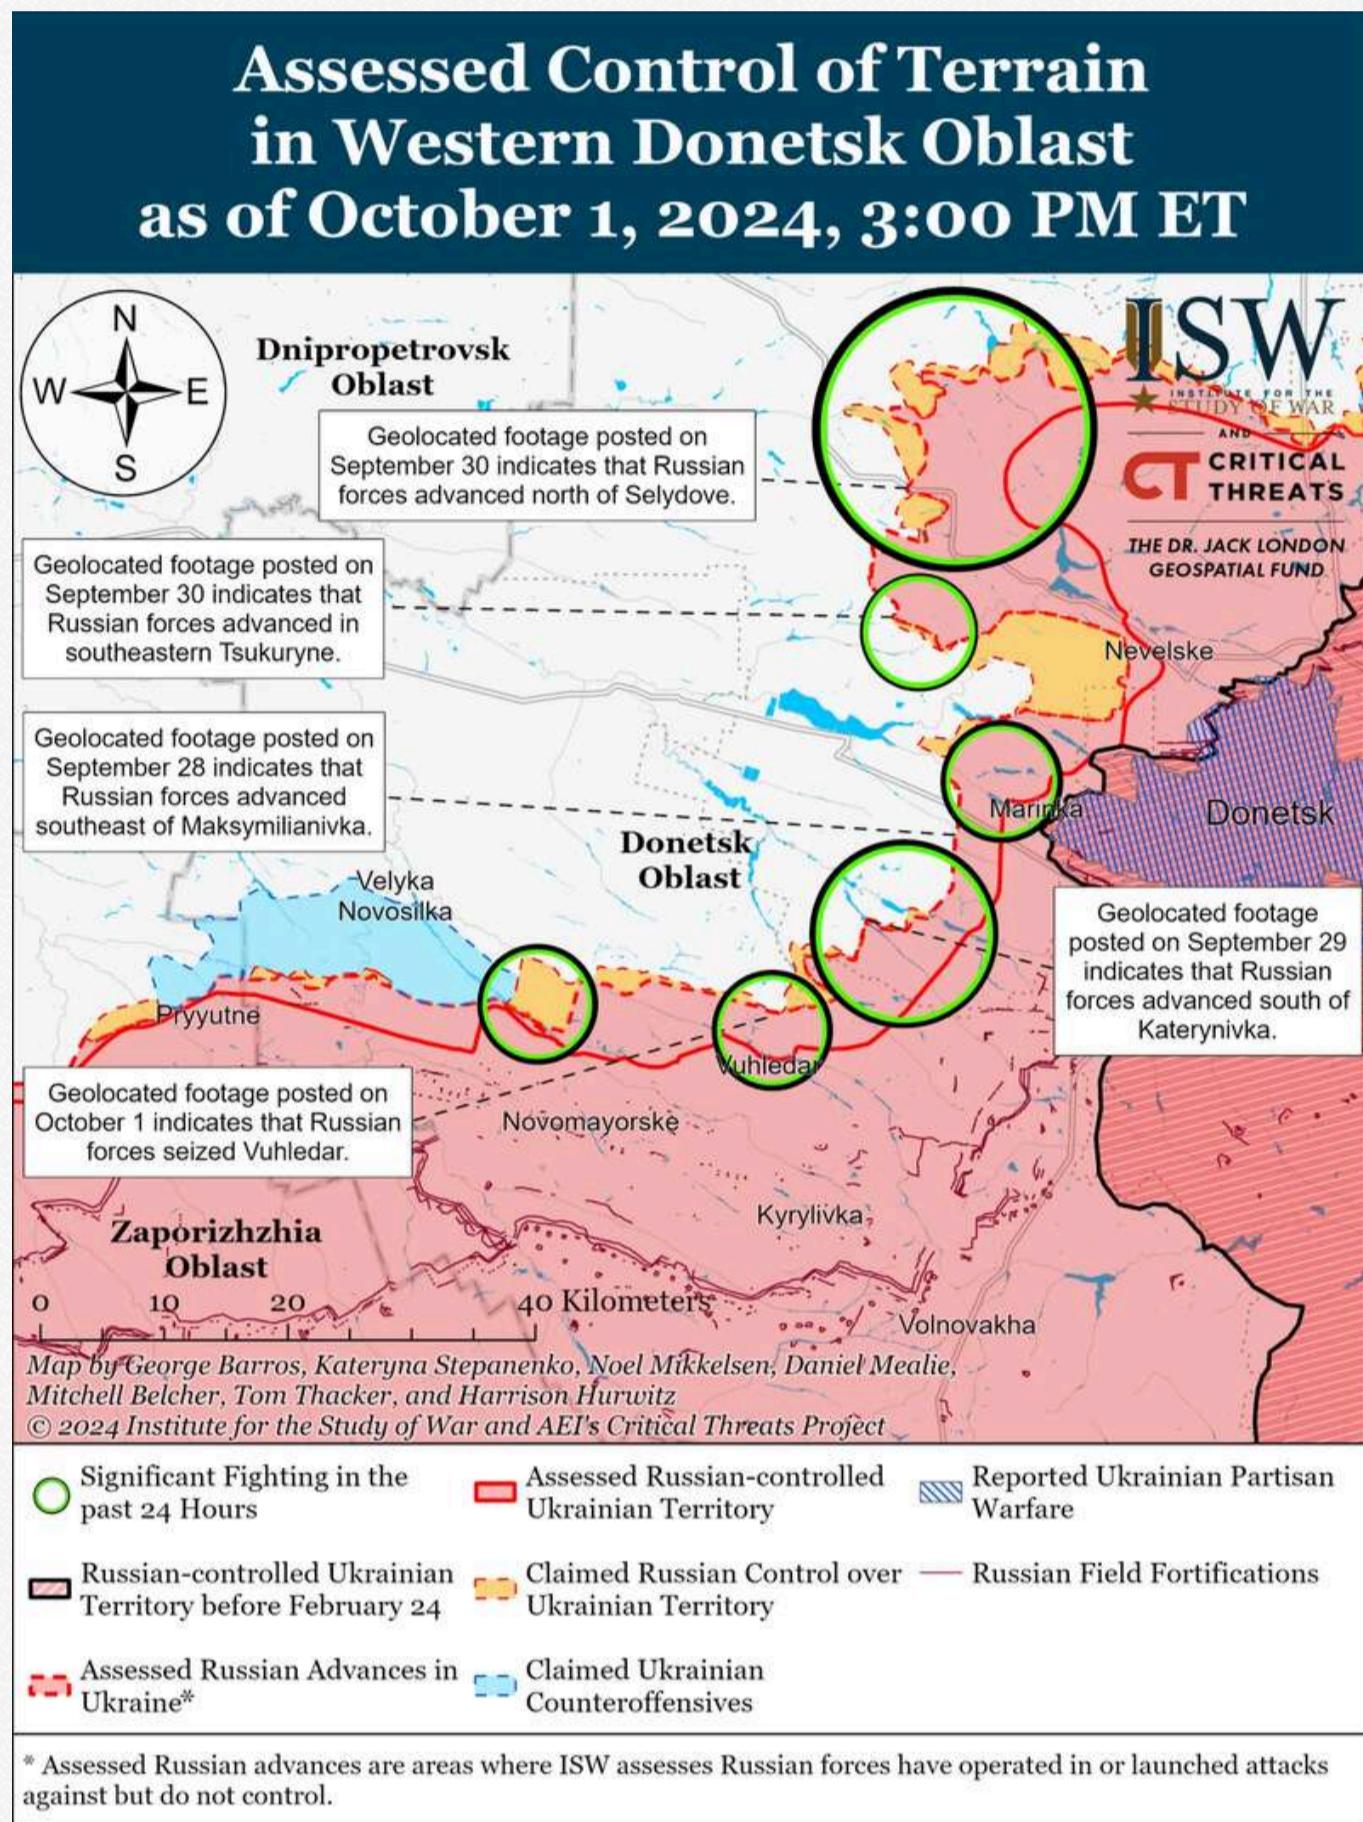 Assessed Control of Terrain
in Western Donetsk Oblast
as of October 1, 2024, 3:00 PM ET
N
W
E
S
Dnipropetrovsk
Oblast
ISW
INSTITUTE FOR THE
STUDY OF WAR
AND
CT CRITICAL
THREATS
THE DR. JACK LONDON
GEOSPATIAL FUND
Geolocated footage posted on
September 30 indicates that Russian
forces advanced north of Selydove.
Geolocated footage posted on
September 30 indicates that
Russian forces advanced in
southeastern Tsukuryne.
Nevelske
Geolocated footage posted on
September 28 indicates that
Russian forces advanced
southeast of Maksymilianivka.
Marinka
Donetsk
Donetsk
Oblast
Velyka
Novosilka
Geolocated footage
posted on September 29
indicates that Russian
forces advanced south of
Katerynivka.
Pryyutne
Vuhledar
Geolocated footage posted on
October 1 indicates that Russian
forces seized Vuhledar.
Novomayorske
Kyrylivka
Zaporizhzhia
Oblast
0 10 20 40 Kilometers
Volnovakha
Map by George Barros, Kateryna Stepanenko, Noel Mikkelsen, Daniel Mealie,
Mitchell Belcher, Tom Thacker, and Harrison Hurwitz
© 2024 Institute for the Study of War and AEI's Critical Threats Project
Significant Fighting in the
past 24 Hours
Assessed Russian-controlled
Ukrainian Territory
Reported Ukrainian Partisan
Warfare
Russian-controlled Ukrainian
Territory before February 24
Claimed Russian Control over
Ukrainian Territory
Russian Field Fortifications
Assessed Russian Advances in
Ukraine*
Claimed Ukrainian
Counteroffensives
* Assessed Russian advances are areas where ISW assesses Russian forces have operated in or launched attacks
against but do not control.